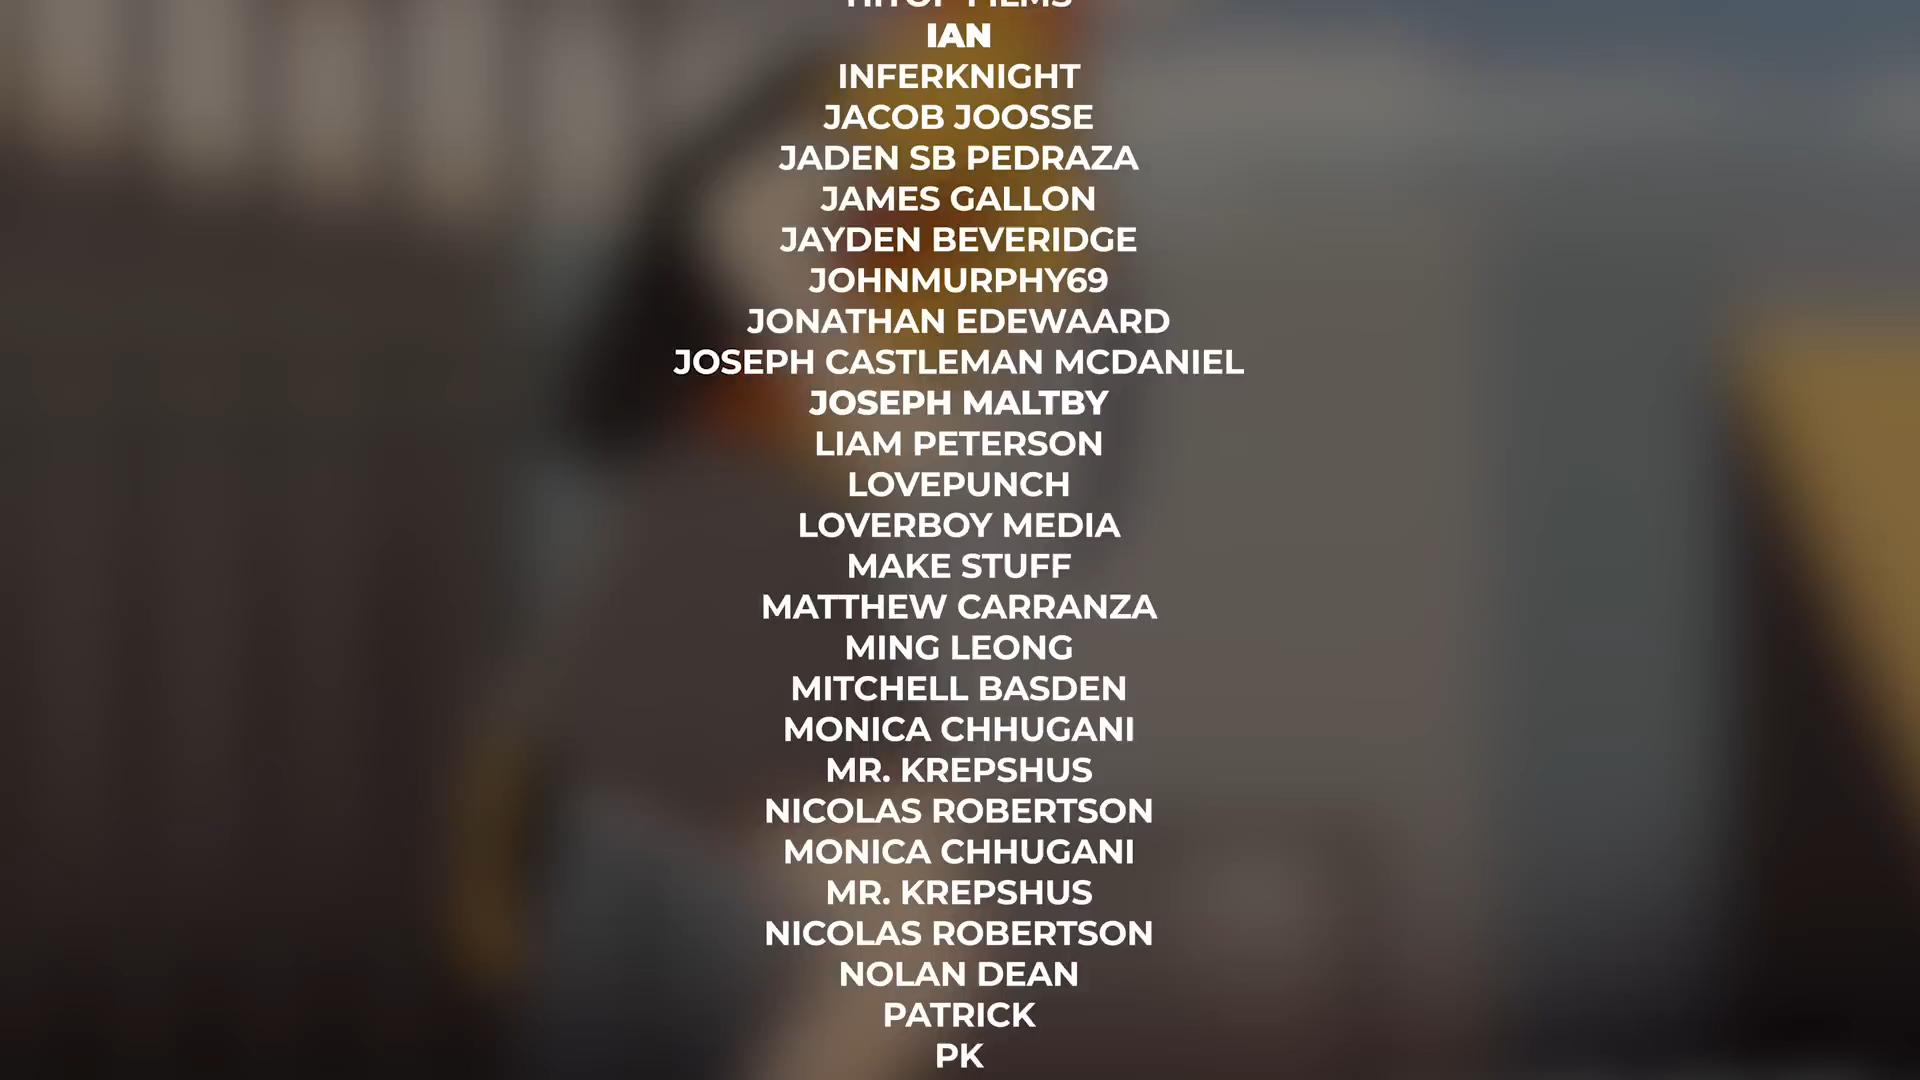 HITOP FILMS
IAN
INFERKNIGHT
JACOB JOOSSE
JADEN SB PEDRAZA
JAMES GALLON
JAYDEN BEVERIDGE
JOHNMURPHY69
JONATHAN EDEWAARD
JOSEPH CASTLEMAN MCDANIEL
JOSEPH MALTBY
LIAM PETERSON
LOVEPUNCH
LOVERBOY MEDIA
MAKE STUFF
MATTHEW CARRANZA
MING LEONG
MITCHELL BASDEN
MONICA CHHUGANI
MR. KREPSHUS
NICOLAS ROBERTSON
MONICA CHHUGANI
MR. KREPSHUS
NICOLAS ROBERTSON
NOLAN DEAN
PATRICK
PK